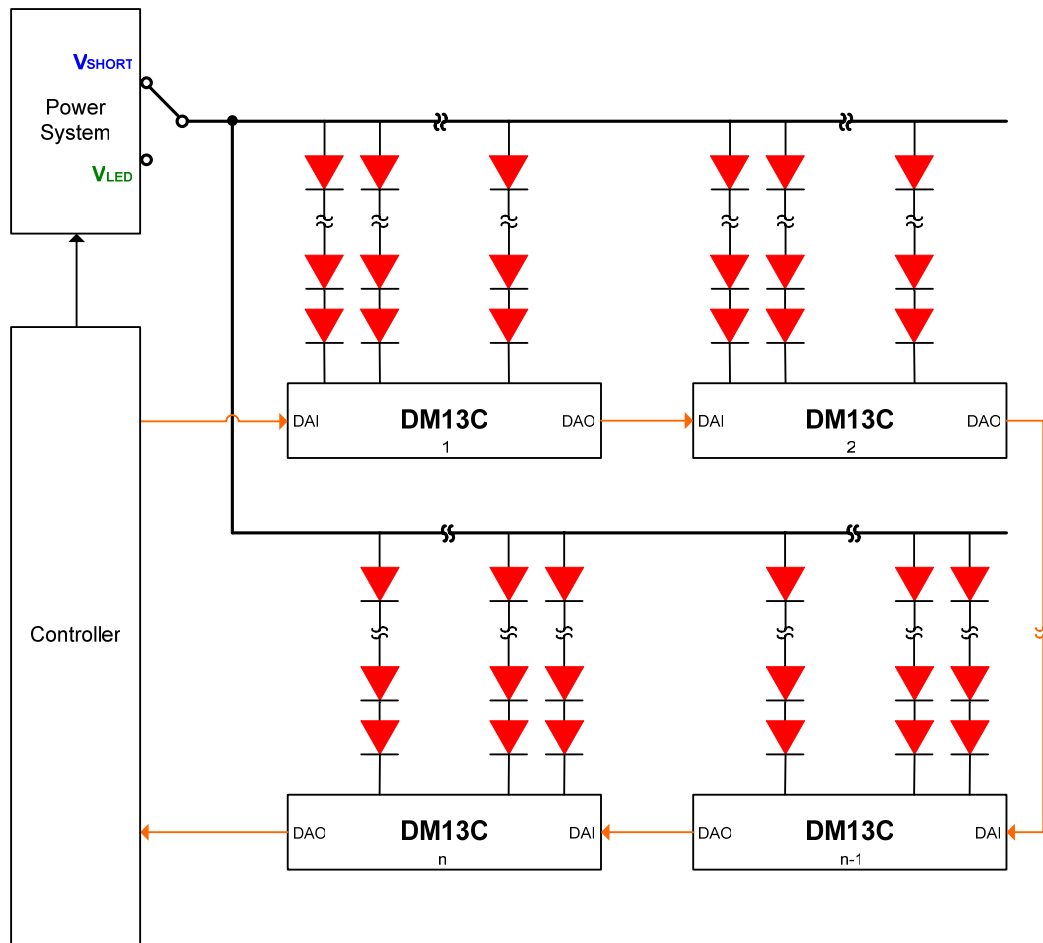 VSHORT
Power
System
VLED
DAI
DM13C
DAO
1
DAI
DM13C
DAO
2
Controller
DAO
DM13C
DAI
n
DAO
DM13C
DAI
n-1